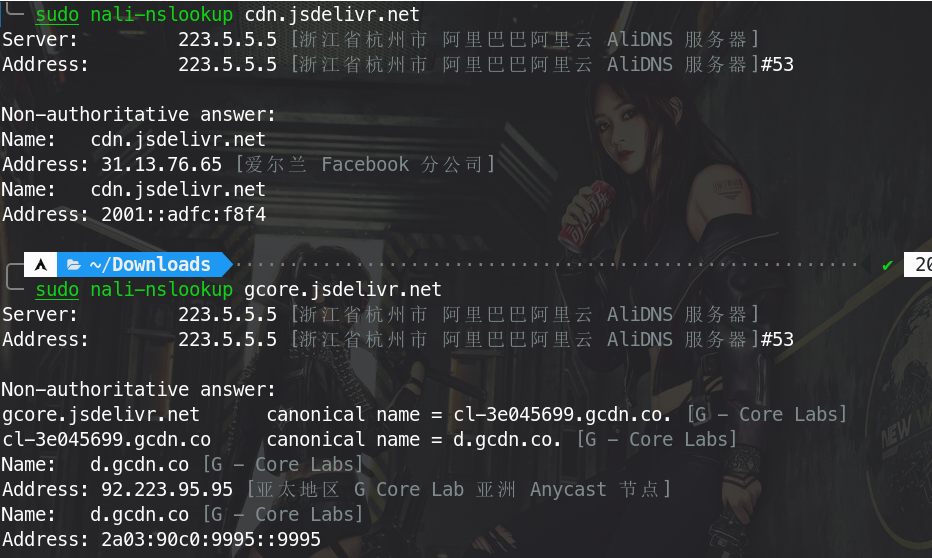 sudo nali-nslookup cdn.jsdelivr.net
Server: 223.5.5.5 [浙江省杭州市 阿里巴巴阿里云 AliDNS 服务器]
Address: 223.5.5.5 [浙江省杭州市 阿里巴巴阿里云 AliDNS 服务器]#53
Non-authoritative answer:
Name: cdn.jsdelivr.net
Address: 31.13.76.65 [爱尔兰 Facebook 分公司]
Name: cdn.jsdelivr.net
Address: 2001::adfc:f8f4
~/Downloads ✔ 20
sudo nali-nslookup gcore.jsdelivr.net
Server: 223.5.5.5 [浙江省杭州市 阿里巴巴阿里云 AliDNS 服务器]
Address: 223.5.5.5 [浙江省杭州市 阿里巴巴阿里云 AliDNS 服务器]#53
Non-authoritative answer:
gcore.jsdelivr.net canonical name = cl-3e045699.gcdn.co. [G - Core Labs]
cl-3e045699.gcdn.co canonical name = d.gcdn.co. [G - Core Labs]
Name: d.gcdn.co [G - Core Labs]
Address: 92.223.95.95 [亚太地区 G Core Lab 亚洲 Anycast 节点]
Name: d.gcdn.co [G - Core Labs]
Address: 2a03:90c0:9995::9995
NEW